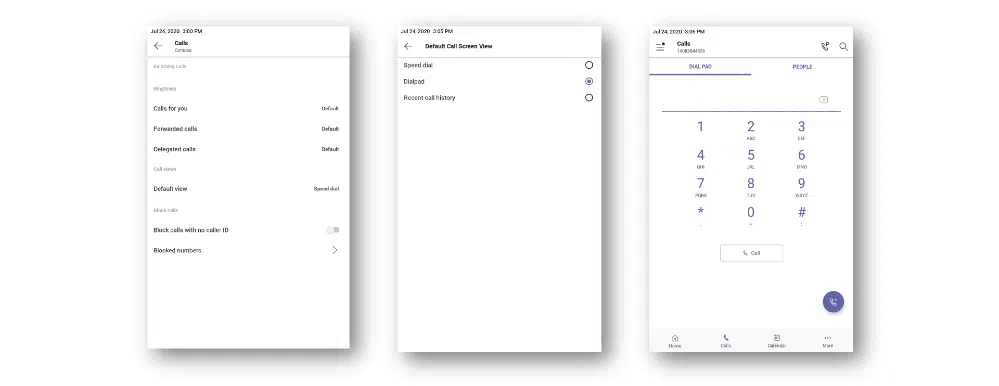 Jul 24, 2020 3:00 PM
Calls
Contoso
Incoming calls
Ringtones
Calls for you Default
Forwarded calls Default
Delegated calls Default
Call views
Default view Speed dial
Block calls
Block calls with no caller ID
Blocked numbers
Jul 24, 2020 3:05 PM
Default Call Screen View
Speed dial
Dialpad
Recent call history
Jul 24, 2020 3:06 PM
Calls
DIAL PAD PEOPLE
1 2 3
ABC DEF
4 5 6
GHI JKL MNO
7 8 9
PQRS TUV WXYZ
* 0 #
Call
Home Calls Calendar More